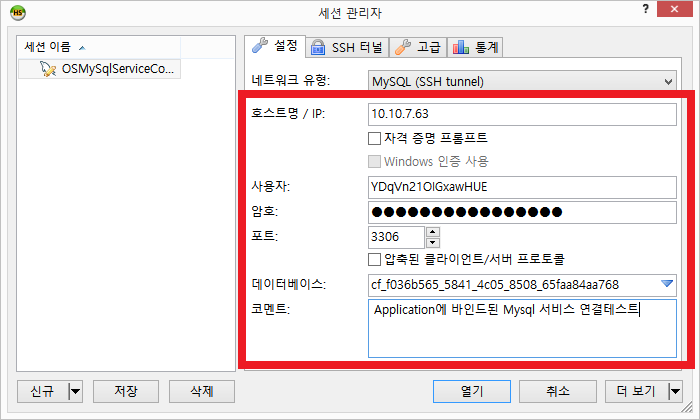 세션 관리자
세션 이름
OSMySqlServiceCo...
설정 SSH 터널 고급 통계
네트워크 유형: MySQL (SSH tunnel)
호스트명 / IP: 10.10.7.63
자격 증명 프롬프트
Windows 인증 사용
사용자: YDqVn21OIGxawHUE
암호: ●●●●●●●●●●●●●●●●
포트: 3306
압축된 클라이언트/서버 프로토콜
데이터베이스: cf_f036b565_5841_4c05_8508_65faa84aa768
코멘트: Application에 바인드된 Mysql 서비스 연결테스트
신규 저장 삭제 열기 취소 더 보기